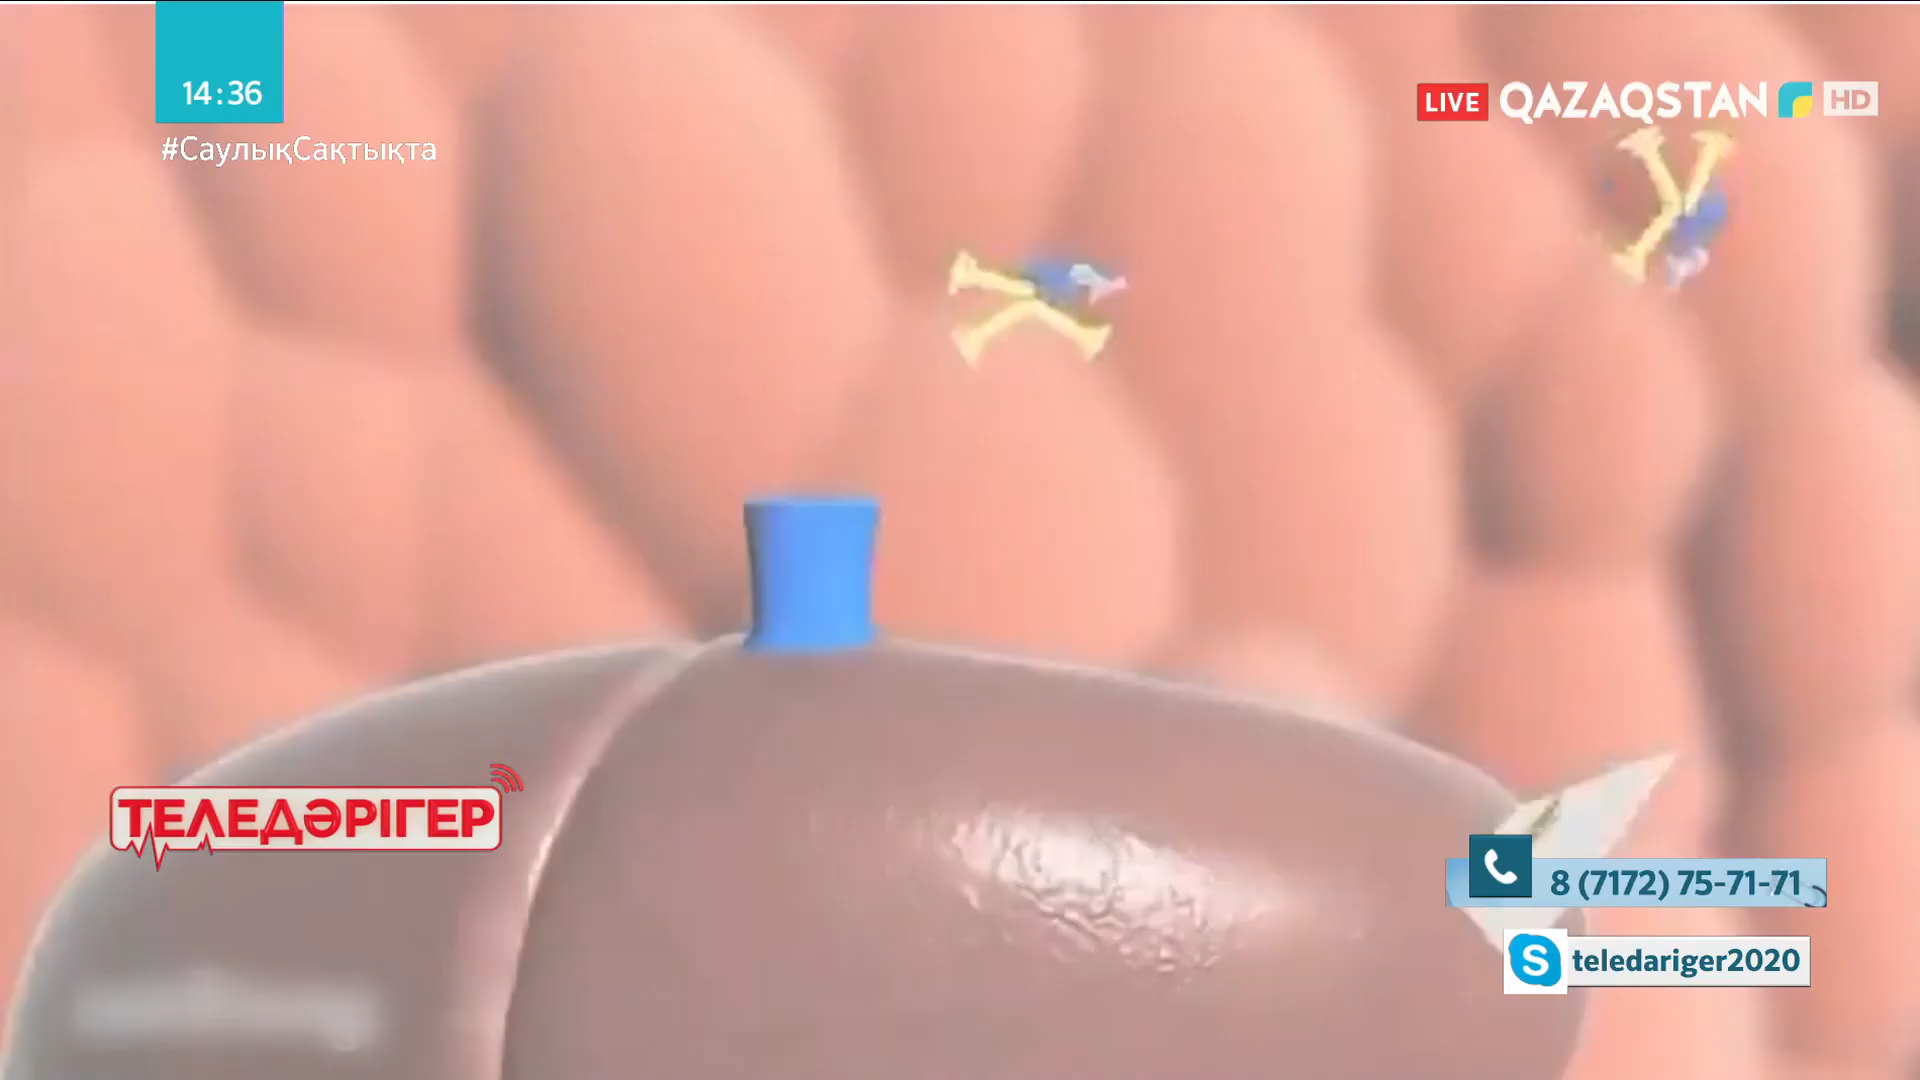 14:36
#СаулықСақтықта
LIVE QAZAQSTAN HD
ТЕЛЕДӘРІГЕР
8 (7172) 75-71-71
S teledariger2020